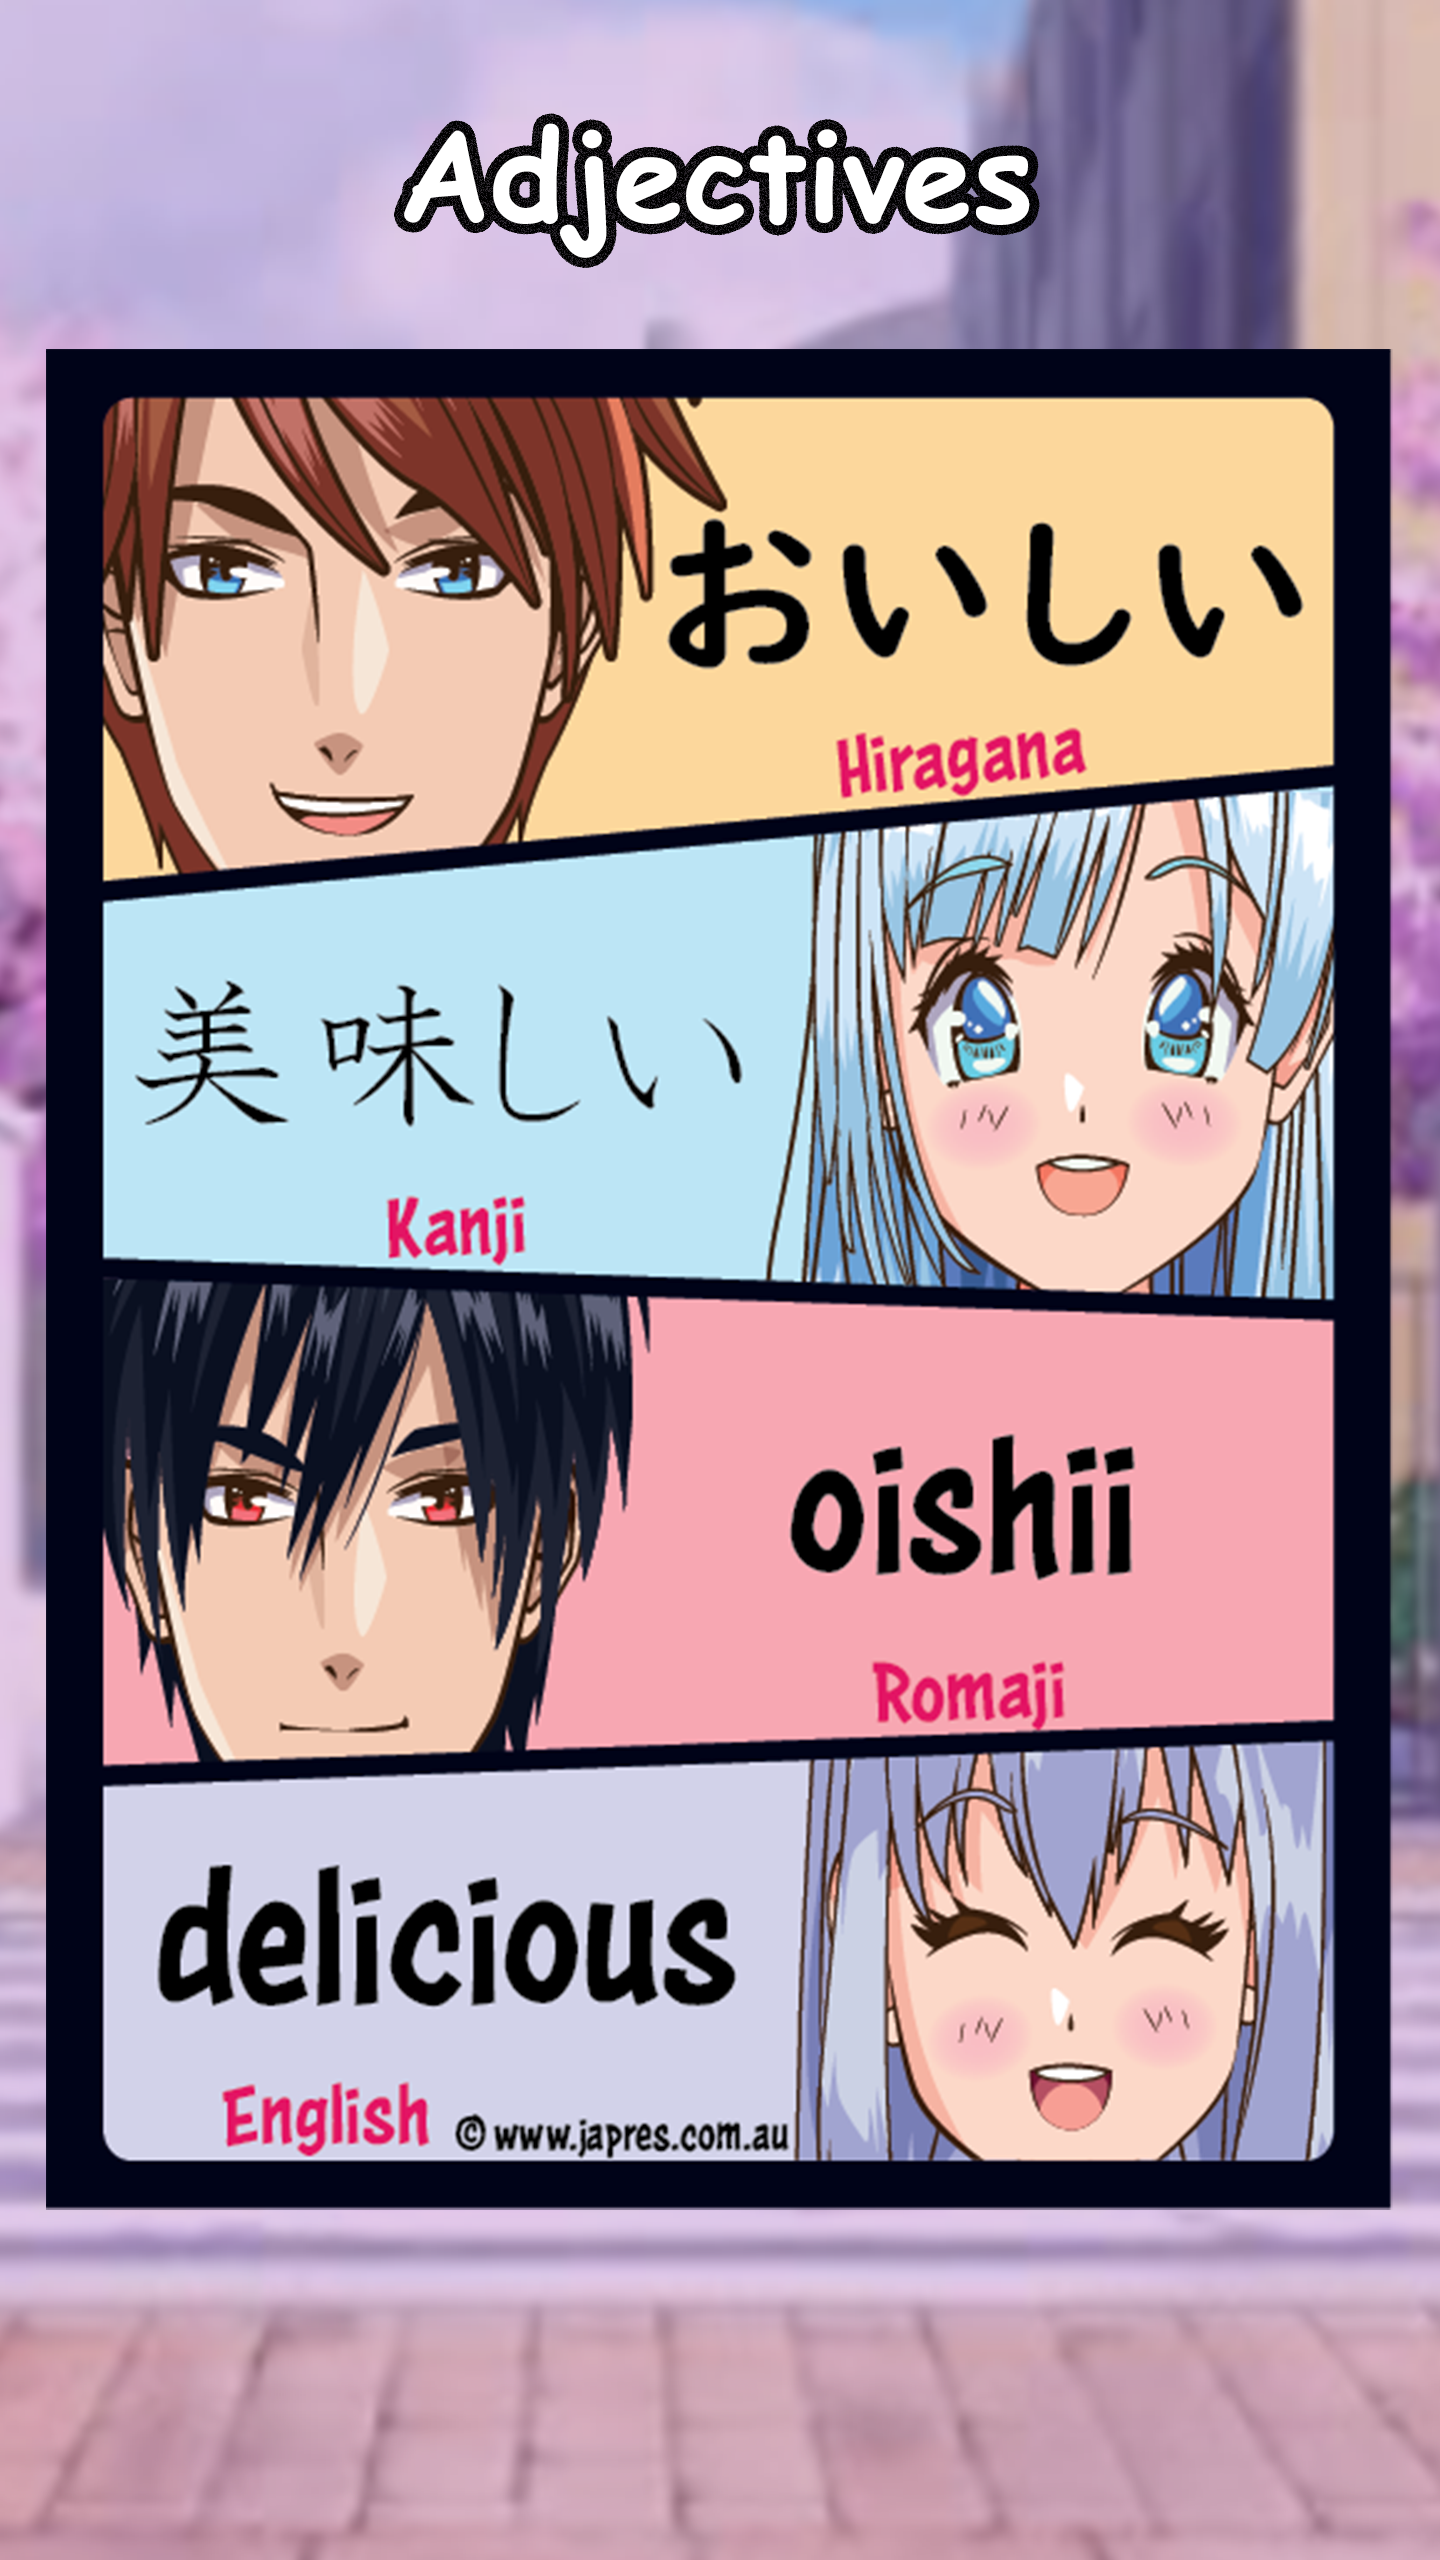 Adjectives
おいしい
Hiragana
美味しい
Kanji
oishii
Romaji
delicious
English
© www.japres.com.au